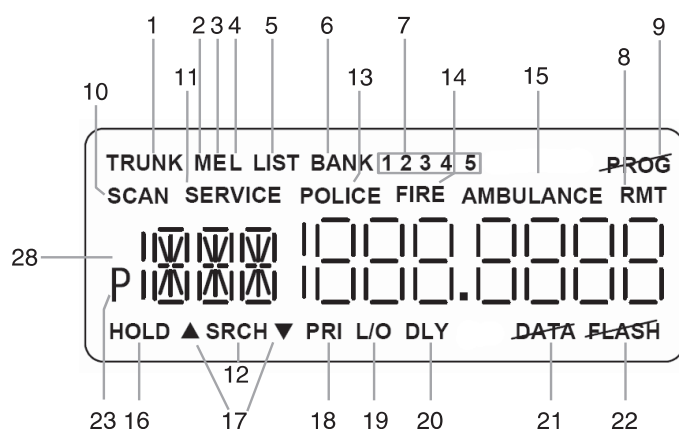 1 2 3 4 5 6 7 9
10 11 13 14 15 8
TRUNK MEL LIST BANK 1 2 3 4 5 PROG
SCAN SERVICE POLICE FIRE AMBULANCE RMT
28
P 188.8888
HOLD ▲ SRCH ▼ PRI L/O DLY DATA FLASH
12
23 16 17 18 19 20 21 22